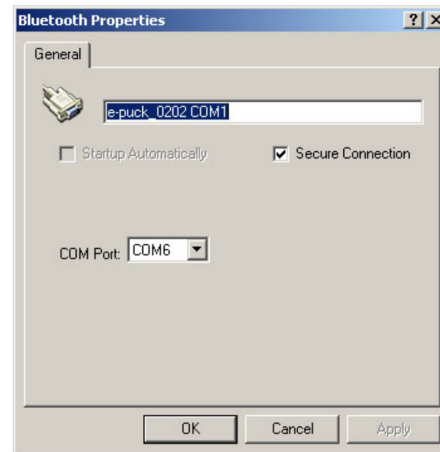 Bluetooth Properties
General
e-puck_0202 COM1
Startup Automatically
Secure Connection
COM Port: COM6
OK Cancel Apply